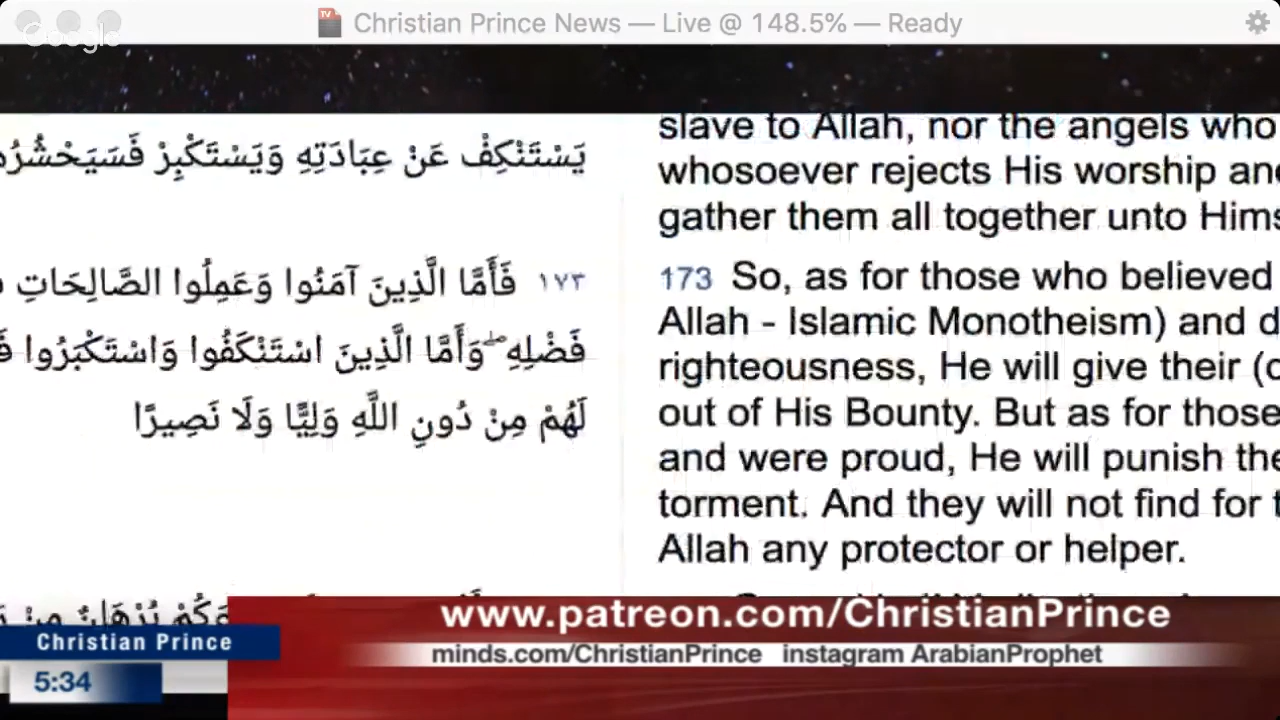 Google
Christian Prince News — Live @ 148.5% — Ready
يَسْتَنْكِفْ عَنْ عِبَادَتِهِ وَيَسْتَكْبِرْ
١٧٣ فَأَمَّا الَّذِينَ آمَنُوا وَعَمِلُوا الصَّالِحَاتِ
فَضْلِهِ ۖ وَأَمَّا الَّذِينَ اسْتَنْكَفُوا وَاسْتَكْبَرُوا
لَهُمْ مِنْ دُونِ اللَّهِ وَلِيًّا وَلَا نَصِيرًا
slave to Allah, nor the angels who
whosoever rejects His worship
gather them all together unto
173 So, as for those who believed
Allah - Islamic Monotheism) and
righteousness, He will give their
out of His Bounty. But as for those
and were proud, He will punish
torment. And they will not find for
Allah any protector or helper.
www.patreon.com/ChristianPrince
Christian Prince
minds.com/ChristianPrince instagram ArabianProphet
5:34